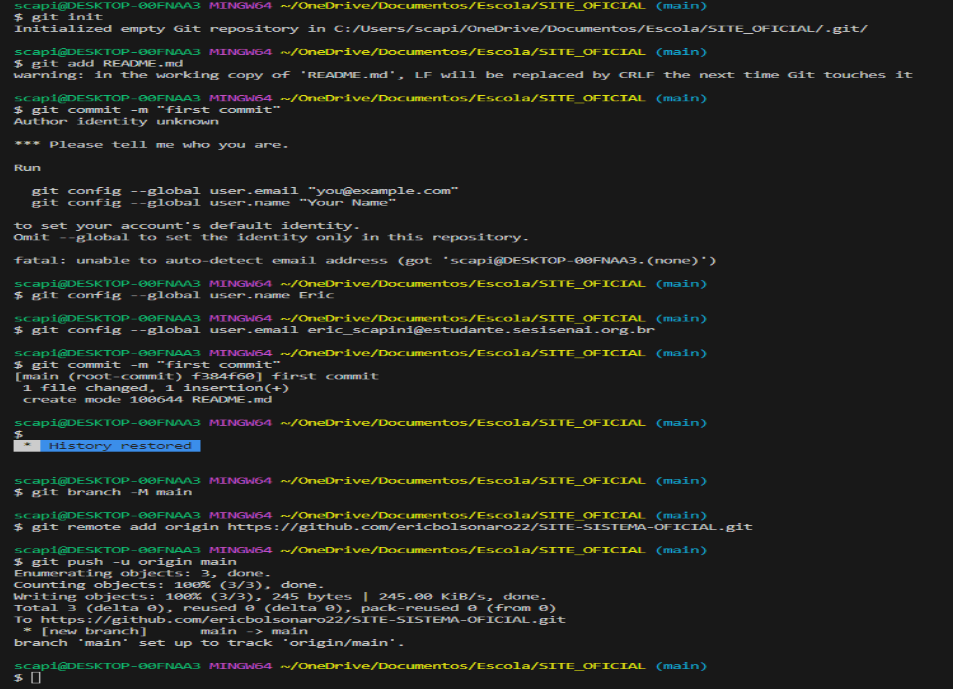 scapi@DESKTOP-00FNAA3 MINGW64 ~/OneDrive/Documentos/Escola/SITE_OFICIAL (main)
$ git init
Initialized empty Git repository in C:/Users/scapi/OneDrive/Documentos/Escola/SITE_OFICIAL/.git/
scapi@DESKTOP-00FNAA3 MINGW64 ~/OneDrive/Documentos/Escola/SITE_OFICIAL (main)
$ git add README.md
warning: in the working copy of 'README.md', LF will be replaced by CRLF the next time Git touches it
scapi@DESKTOP-00FNAA3 MINGW64 ~/OneDrive/Documentos/Escola/SITE_OFICIAL (main)
$ git commit -m "first commit"
Author identity unknown
*** Please tell me who you are.
Run
git config --global user.email "you@example.com"
git config --global user.name "Your Name"
to set your account's default identity.
Omit --global to set the identity only in this repository.
fatal: unable to auto-detect email address (got 'scapi@DESKTOP-00FNAA3.(none)')
scapi@DESKTOP-00FNAA3 MINGW64 ~/OneDrive/Documentos/Escola/SITE_OFICIAL (main)
$ git config --global user.name Eric
scapi@DESKTOP-00FNAA3 MINGW64 ~/OneDrive/Documentos/Escola/SITE_OFICIAL (main)
$ git config --global user.email eric_scapini@estudante.sesisenai.org.br
scapi@DESKTOP-00FNAA3 MINGW64 ~/OneDrive/Documentos/Escola/SITE_OFICIAL (main)
$ git commit -m "first commit"
[main (root-commit) f384f60] first commit
1 file changed, 1 insertion(+)
create mode 100644 README.md
scapi@DESKTOP-00FNAA3 MINGW64 ~/OneDrive/Documentos/Escola/SITE_OFICIAL (main)
$
* History restored
scapi@DESKTOP-00FNAA3 MINGW64 ~/OneDrive/Documentos/Escola/SITE_OFICIAL (main)
$ git branch -M main
scapi@DESKTOP-00FNAA3 MINGW64 ~/OneDrive/Documentos/Escola/SITE_OFICIAL (main)
$ git remote add origin https://github.com/ericbolsonaro22/SITE-SISTEMA-OFICIAL.git
scapi@DESKTOP-00FNAA3 MINGW64 ~/OneDrive/Documentos/Escola/SITE_OFICIAL (main)
$ git push -u origin main
Enumerating objects: 3, done.
Counting objects: 100% (3/3), done.
Writing objects: 100% (3/3), 245 bytes | 245.00 KiB/s, done.
Total 3 (delta 0), reused 0 (delta 0), pack-reused 0 (from 0)
To https://github.com/ericbolsonaro22/SITE-SISTEMA-OFICIAL.git
* [new branch] main -> main
branch 'main' set up to track 'origin/main'.
scapi@DESKTOP-00FNAA3 MINGW64 ~/OneDrive/Documentos/Escola/SITE_OFICIAL (main)
$